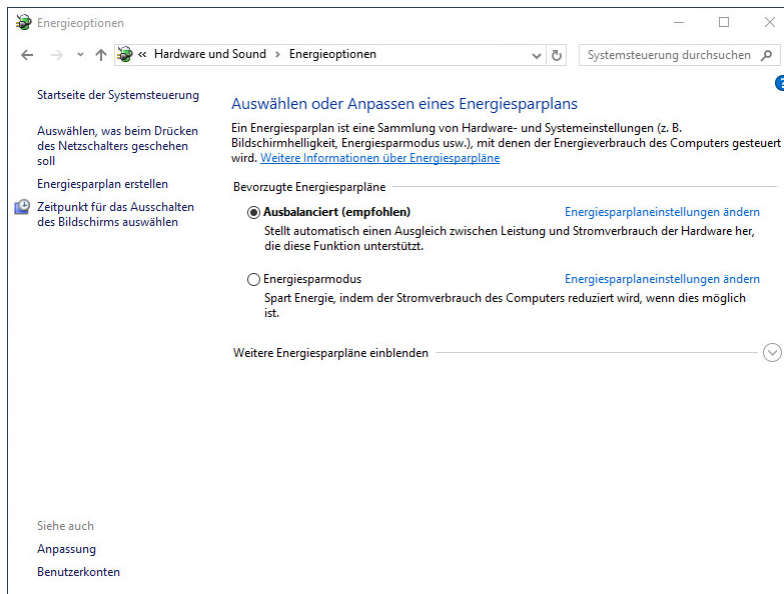 Energieoptionen
« Hardware und Sound > Energieoptionen
Systemsteuerung durchsuchen
?
Startseite der Systemsteuerung
Auswählen, was beim Drücken
des Netzschalters geschehen
soll
Energiesparplan erstellen
Zeitpunkt für das Ausschalten
des Bildschirms auswählen
Auswählen oder Anpassen eines Energiesparplans
Ein Energiesparplan ist eine Sammlung von Hardware- und Systemeinstellungen (z. B.
Bildschirmhelligkeit, Energiesparmodus usw.), mit denen der Energieverbrauch des Computers gesteuert
wird. Weitere Informationen über Energiesparpläne
Bevorzugte Energiesparpläne
Ausbalanciert (empfohlen) Energiesparplaneinstellungen ändern
Stellt automatisch einen Ausgleich zwischen Leistung und Stromverbrauch der Hardware her,
die diese Funktion unterstützt.
Energiesparmodus Energiesparplaneinstellungen ändern
Spart Energie, indem der Stromverbrauch des Computers reduziert wird, wenn dies möglich
ist.
Weitere Energiesparpläne einblenden
Siehe auch
Anpassung
Benutzerkonten